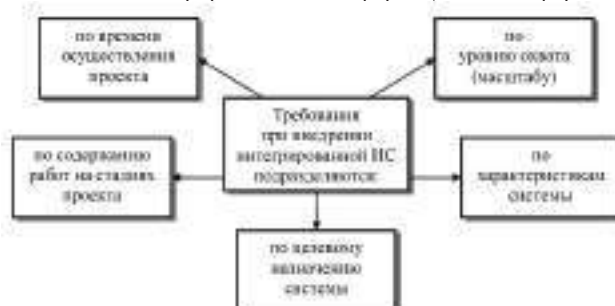 по времени
осуществления
проекта
по
уровню охвата
(масштабу)
Требования
при внедрении
интегрированной ИС
подразделяются:
по содержанию
работ на стадиях
проекта
по
характеристикам
системы
по целевому
назначению
системы